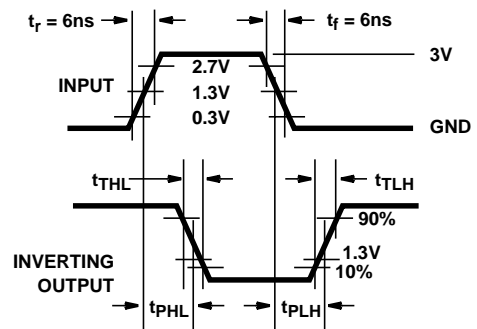 tr = 6ns
tf = 6ns
3V
INPUT
2.7V
1.3V
0.3V
GND
tTHL
tTLH
90%
INVERTING
OUTPUT
1.3V
10%
tPHL
tPLH